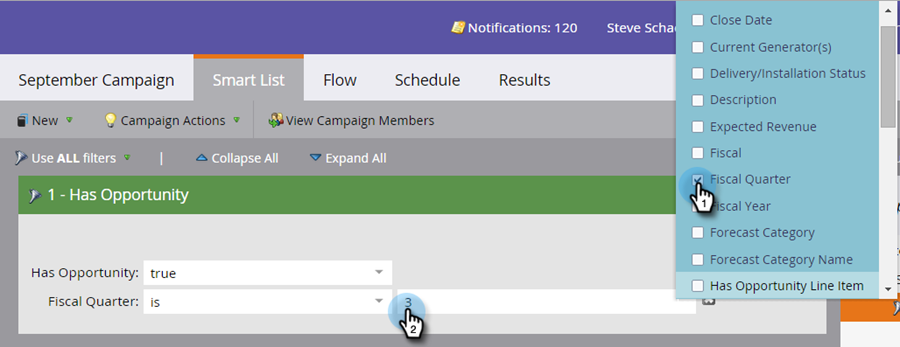 Notifications: 120
Steve Scha
September Campaign
Smart List
Flow
Schedule
Results
New
Campaign Actions
View Campaign Members
Use ALL filters
|
Collapse All
Expand All
1 - Has Opportunity
Has Opportunity: true
Fiscal Quarter: is 3
2
Close Date
Current Generator(s)
Delivery/Installation Status
Description
Expected Revenue
Fiscal
Fiscal Quarter
1
Fiscal Year
Forecast Category
Forecast Category Name
Has Opportunity Line Item